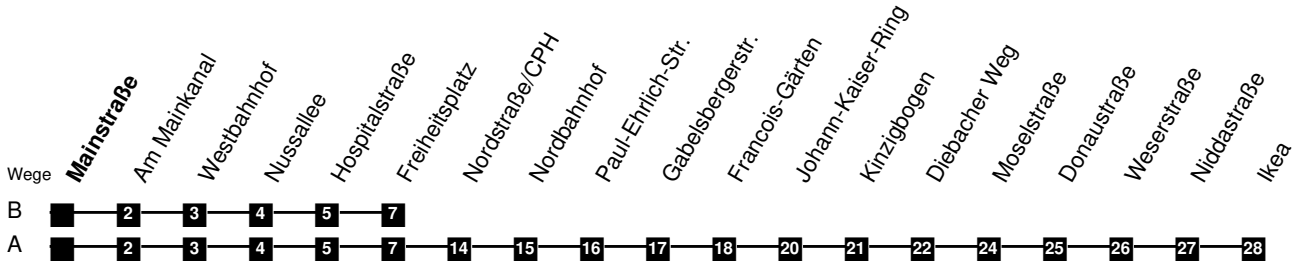 Wege Mainstraße Am Mainkanal Westbahnhof Nussallee Hospitalstraße Freiheitsplatz Nordstraße/CPH Nordbahnhof Paul-Ehrlich-Str. Gabelsbergerstr. Francois-Gärten Johann-Kaiser-Ring Kinzigbogen Diebacher Weg Moselstraße Donaustraße Weserstraße Niddastraße Ikea
B 2 3 4 5 7
A 2 3 4 5 7 14 15 16 17 18 20 21 22 24 25 26 27 28